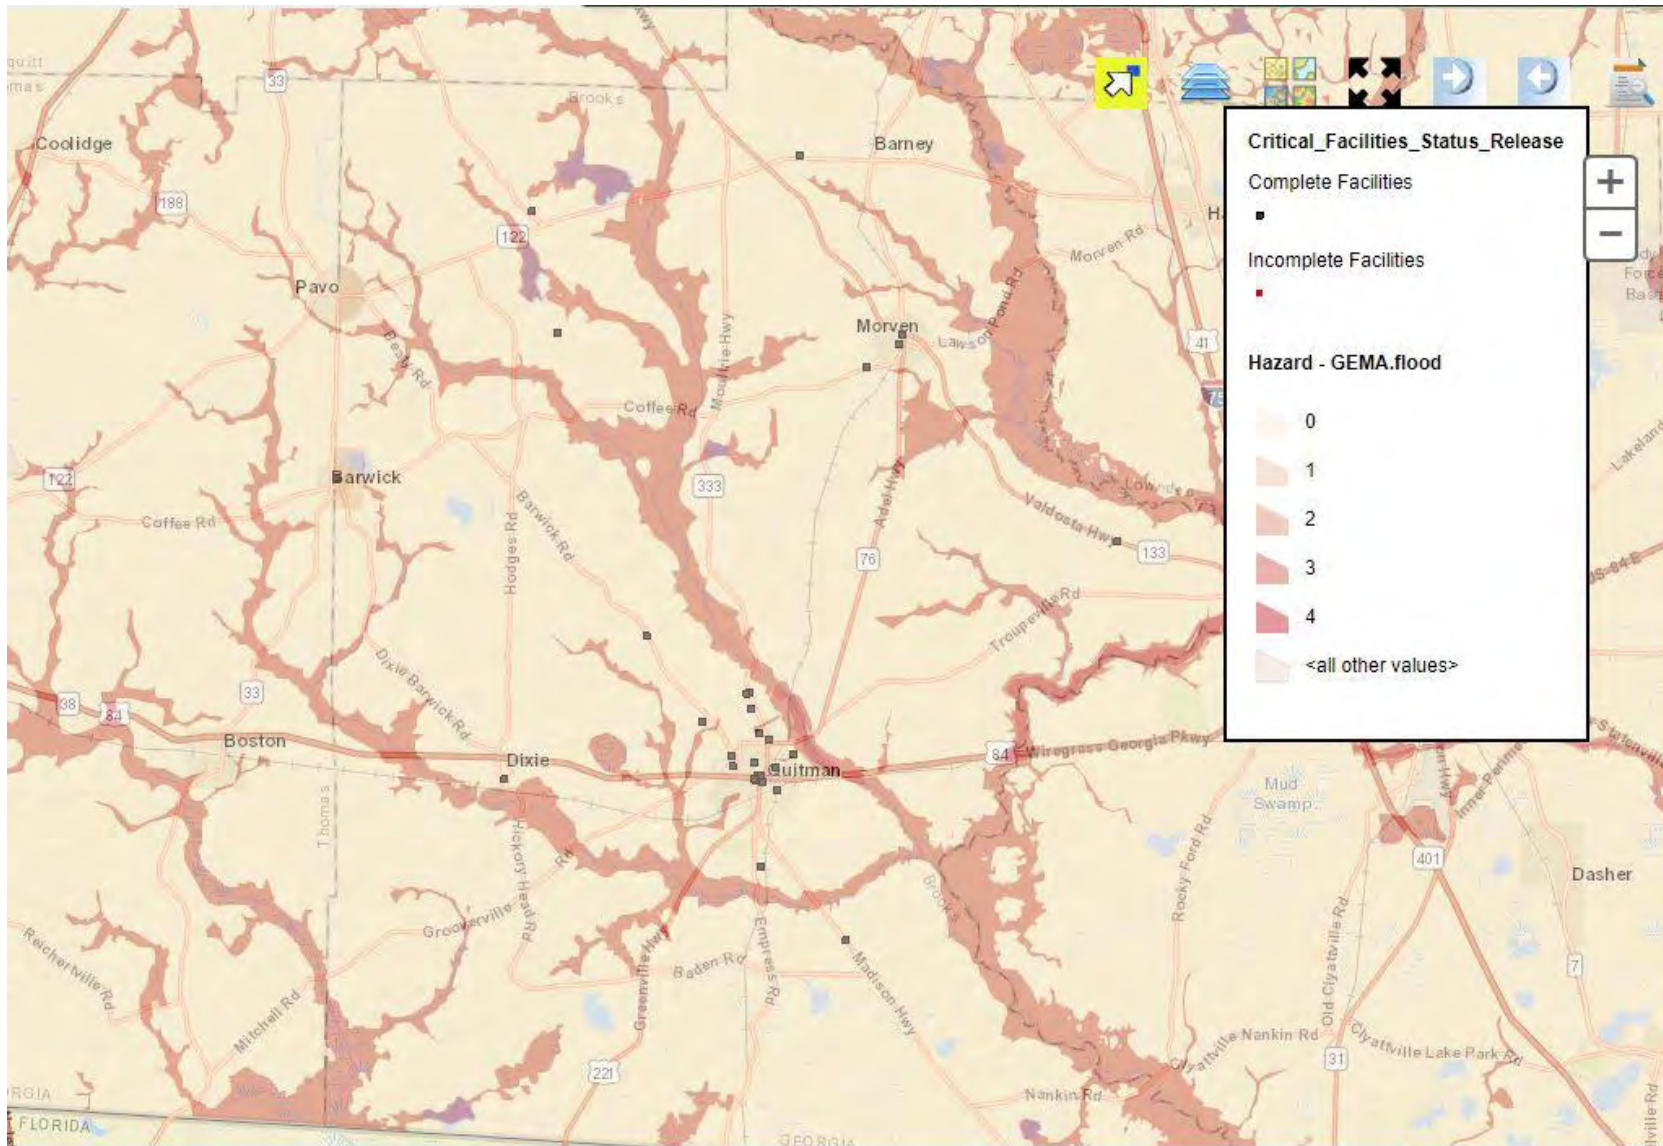 Coolidge
33
Brooks
Barney
188
122
Pavo
Morven Rd
Beaty Rd
Morven
Lawson Pond Rd
Moultrie Hwy
41
75
Coffee Rd
Barwick
122
Coffee Rd
333
Adel Hwy
Valdosta Hwy
133
76
Lowndes
Lakeland
Hodges Rd
Barwick Rd
Troupeville Rd
US-84 E
Dixie Barwick Rd
33
38
84
Boston
Dixie
Quitman
84
Wiregrass Georgia Pkwy
Mud
Swamp
Thomas
Hickory Head Rd
Rd
Grooverville
Brooks
Rocky Ford Rd
401
Dasher
Reichertville Rd
Mitchell Rd
Greenville Hwy
Baden Rd
Empress Rd
Madison Hwy
Old Clyattville Rd
7
Clyattville Nankin Rd
Clyattville Lake Park Rd
31
221
Nankin Rd
FLORIDA
GEORGIA
Critical_Facilities_Status_Release
Complete Facilities
Incomplete Facilities
Hazard - GEMA.flood
0
1
2
3
4
<all other values>
+
−